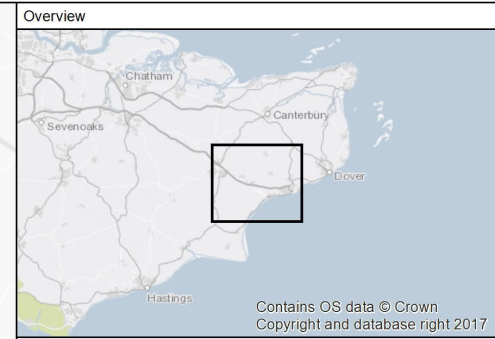 Overview
Chatham
Canterbury
Sevenoaks
Dover
Hastings
Contains OS data © Crown
Copyright and database right 2017